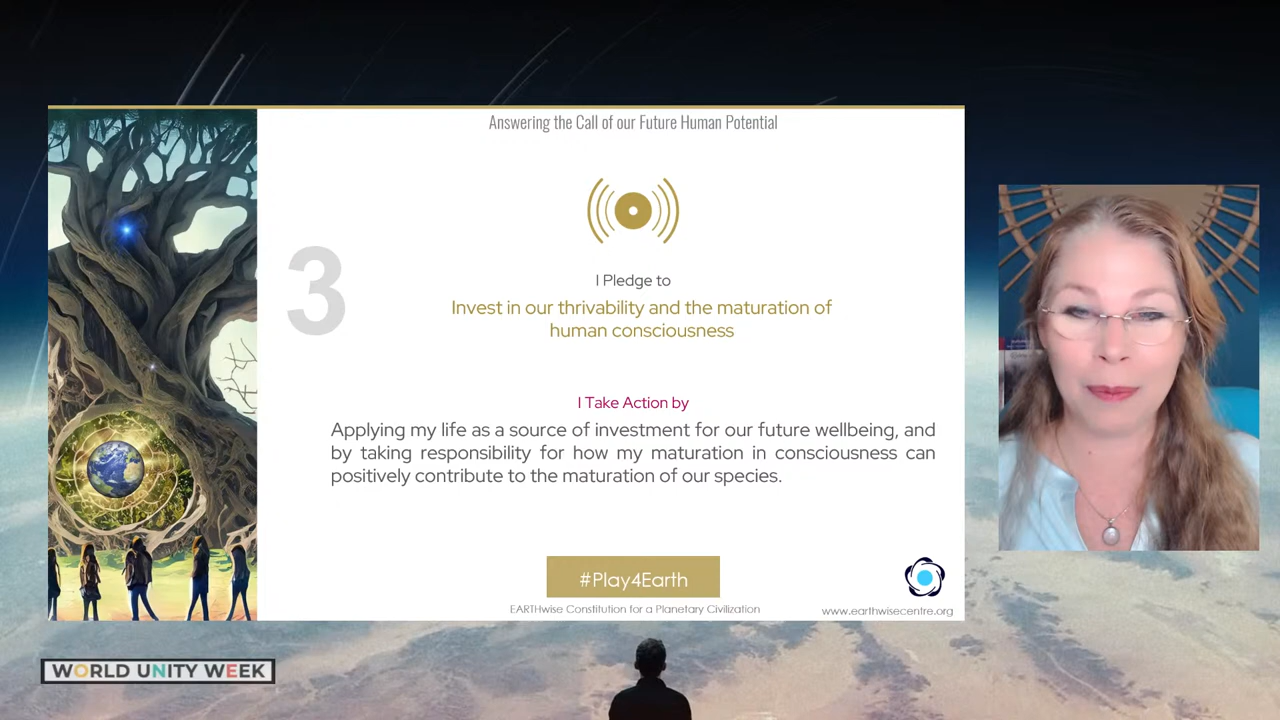 Answering the Call of our Future Human Potential
3
I Pledge to
Invest in our thrivability and the maturation of
human consciousness
I Take Action by
Applying my life as a source of investment for our future wellbeing, and
by taking responsibility for how my maturation in consciousness can
positively contribute to the maturation of our species.
#Play4Earth
EARTHwise Constitution for a Planetary Civilization
www.earthwisecentre.org
WORLD UNITY WEEK